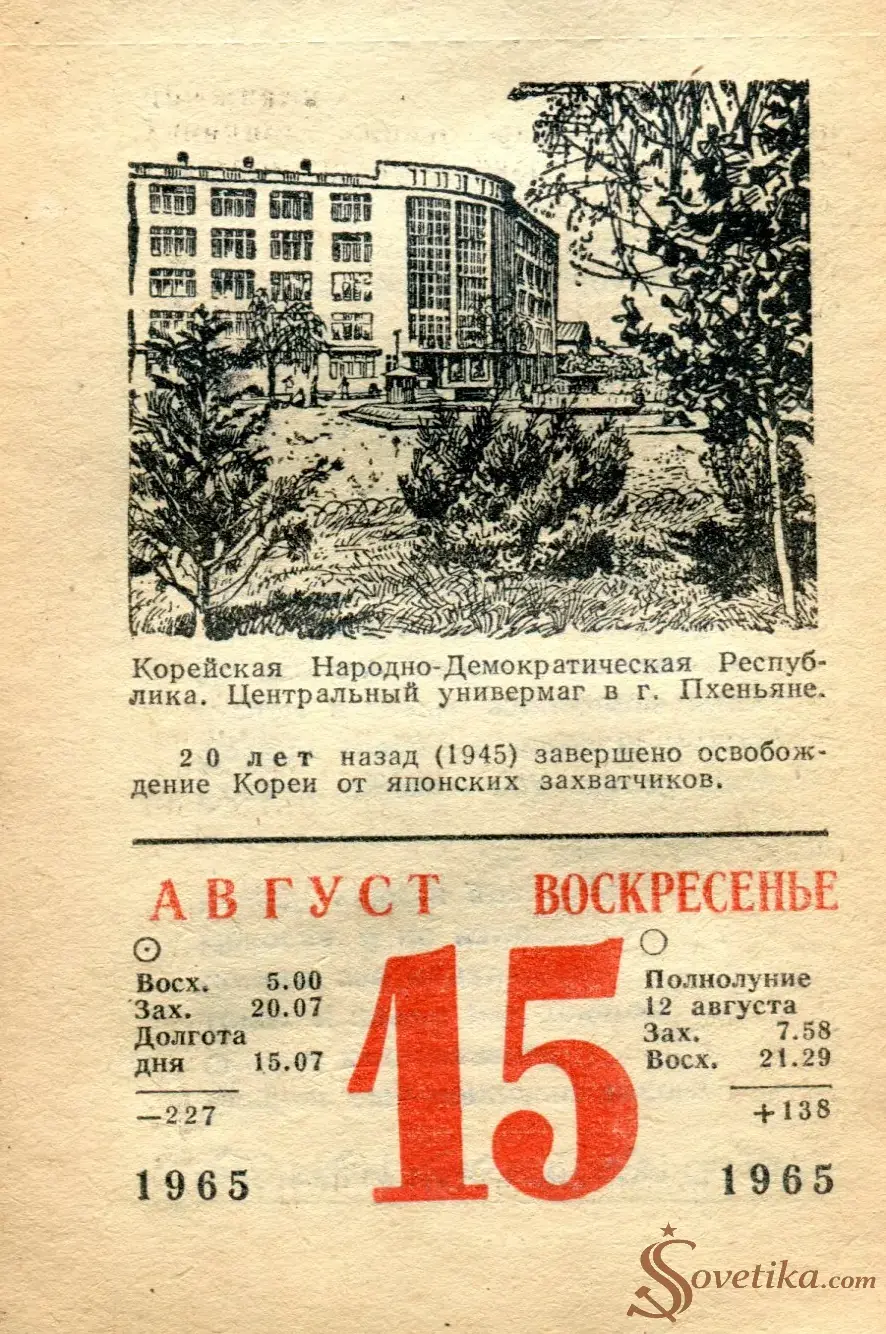 Корейская Народно-Демократическая Респуб-
лика. Центральный универмаг в г. Пхеньяне.
20 лет назад (1945) завершено освобож-
дение Кореи от японских захватчиков.
АВГУСТ ВОСКРЕСЕНЬЕ
15
Восх. 5.00
Зах. 20.07
Долгота
дня 15.07
—227
1965
Полнолуние
12 августа
Зах. 7.58
Восх. 21.29
+138
1965
Sovetika.com